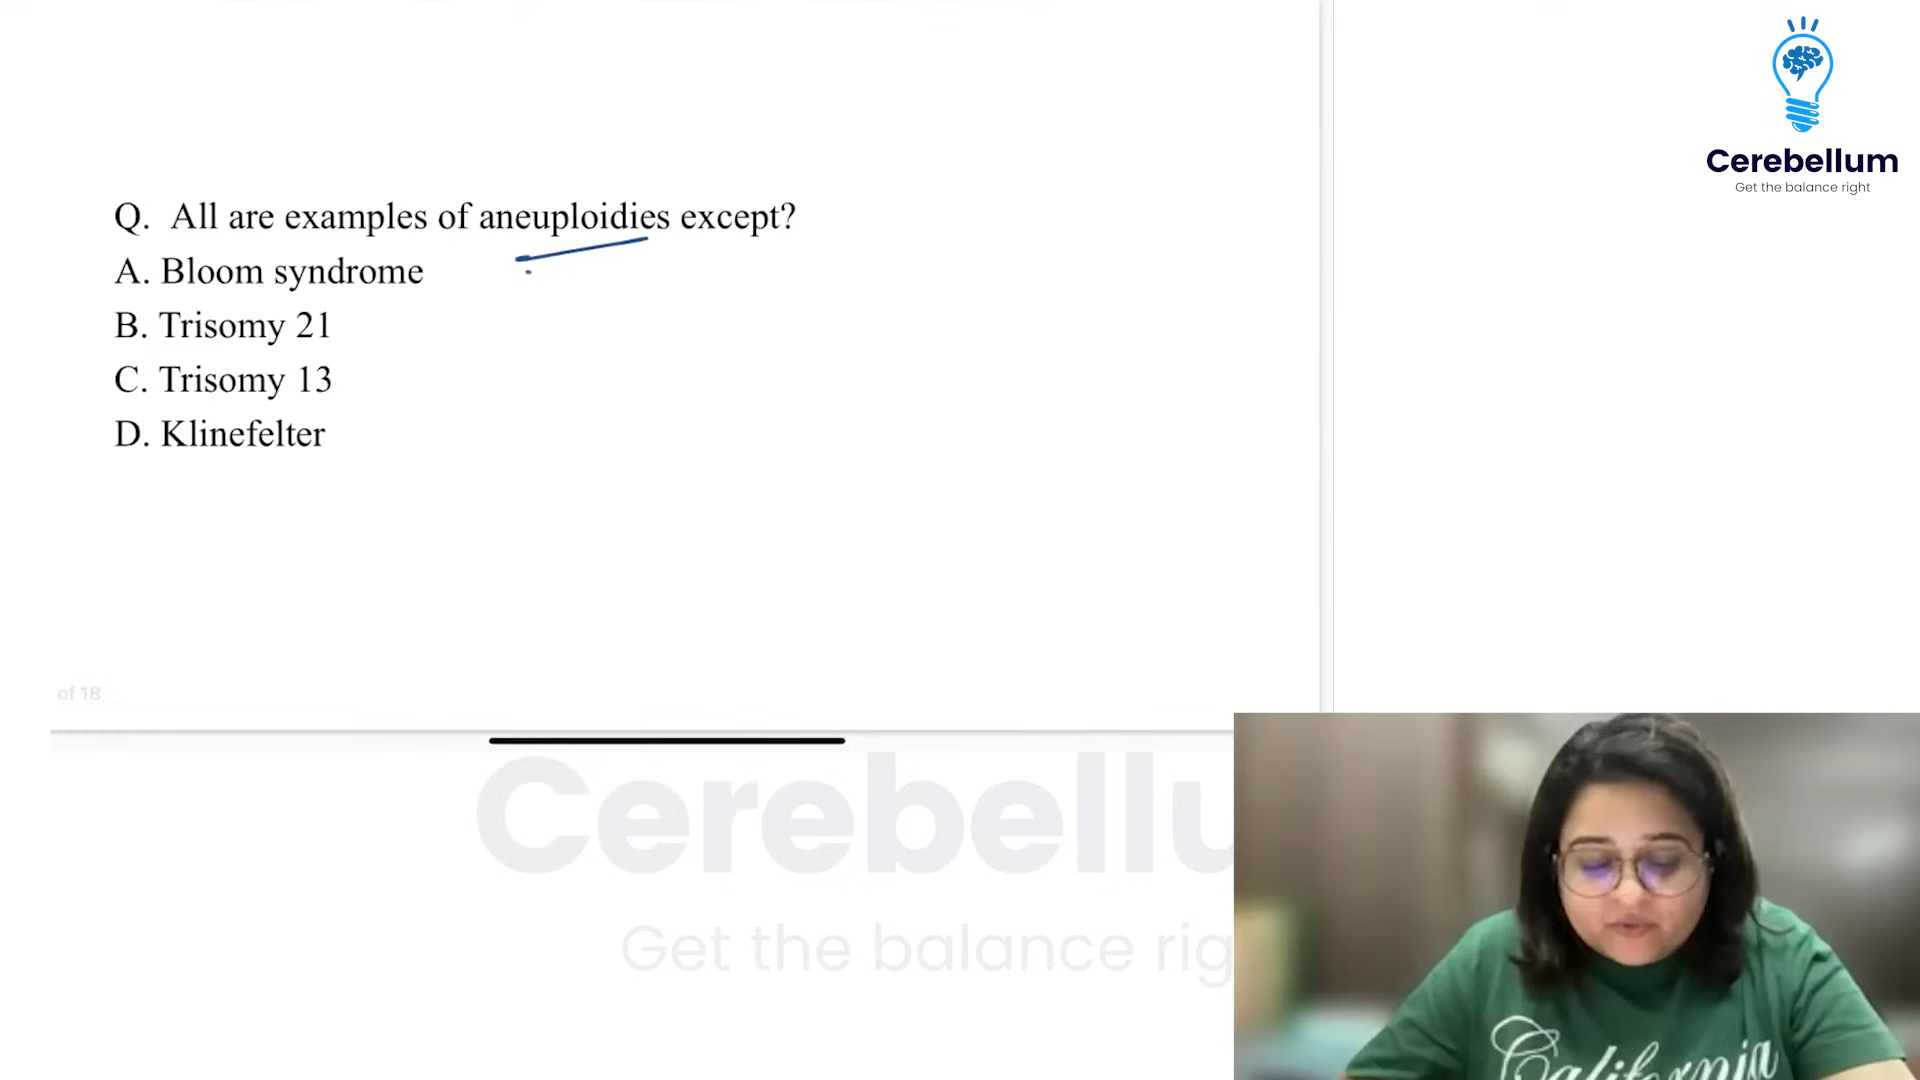 Cerebellum
Get the balance right
Q. All are examples of aneuploidies except?
A. Bloom syndrome
B. Trisomy 21
C. Trisomy 13
D. Klinefelter
of 18
Cerebellu
Get the balance rig
California